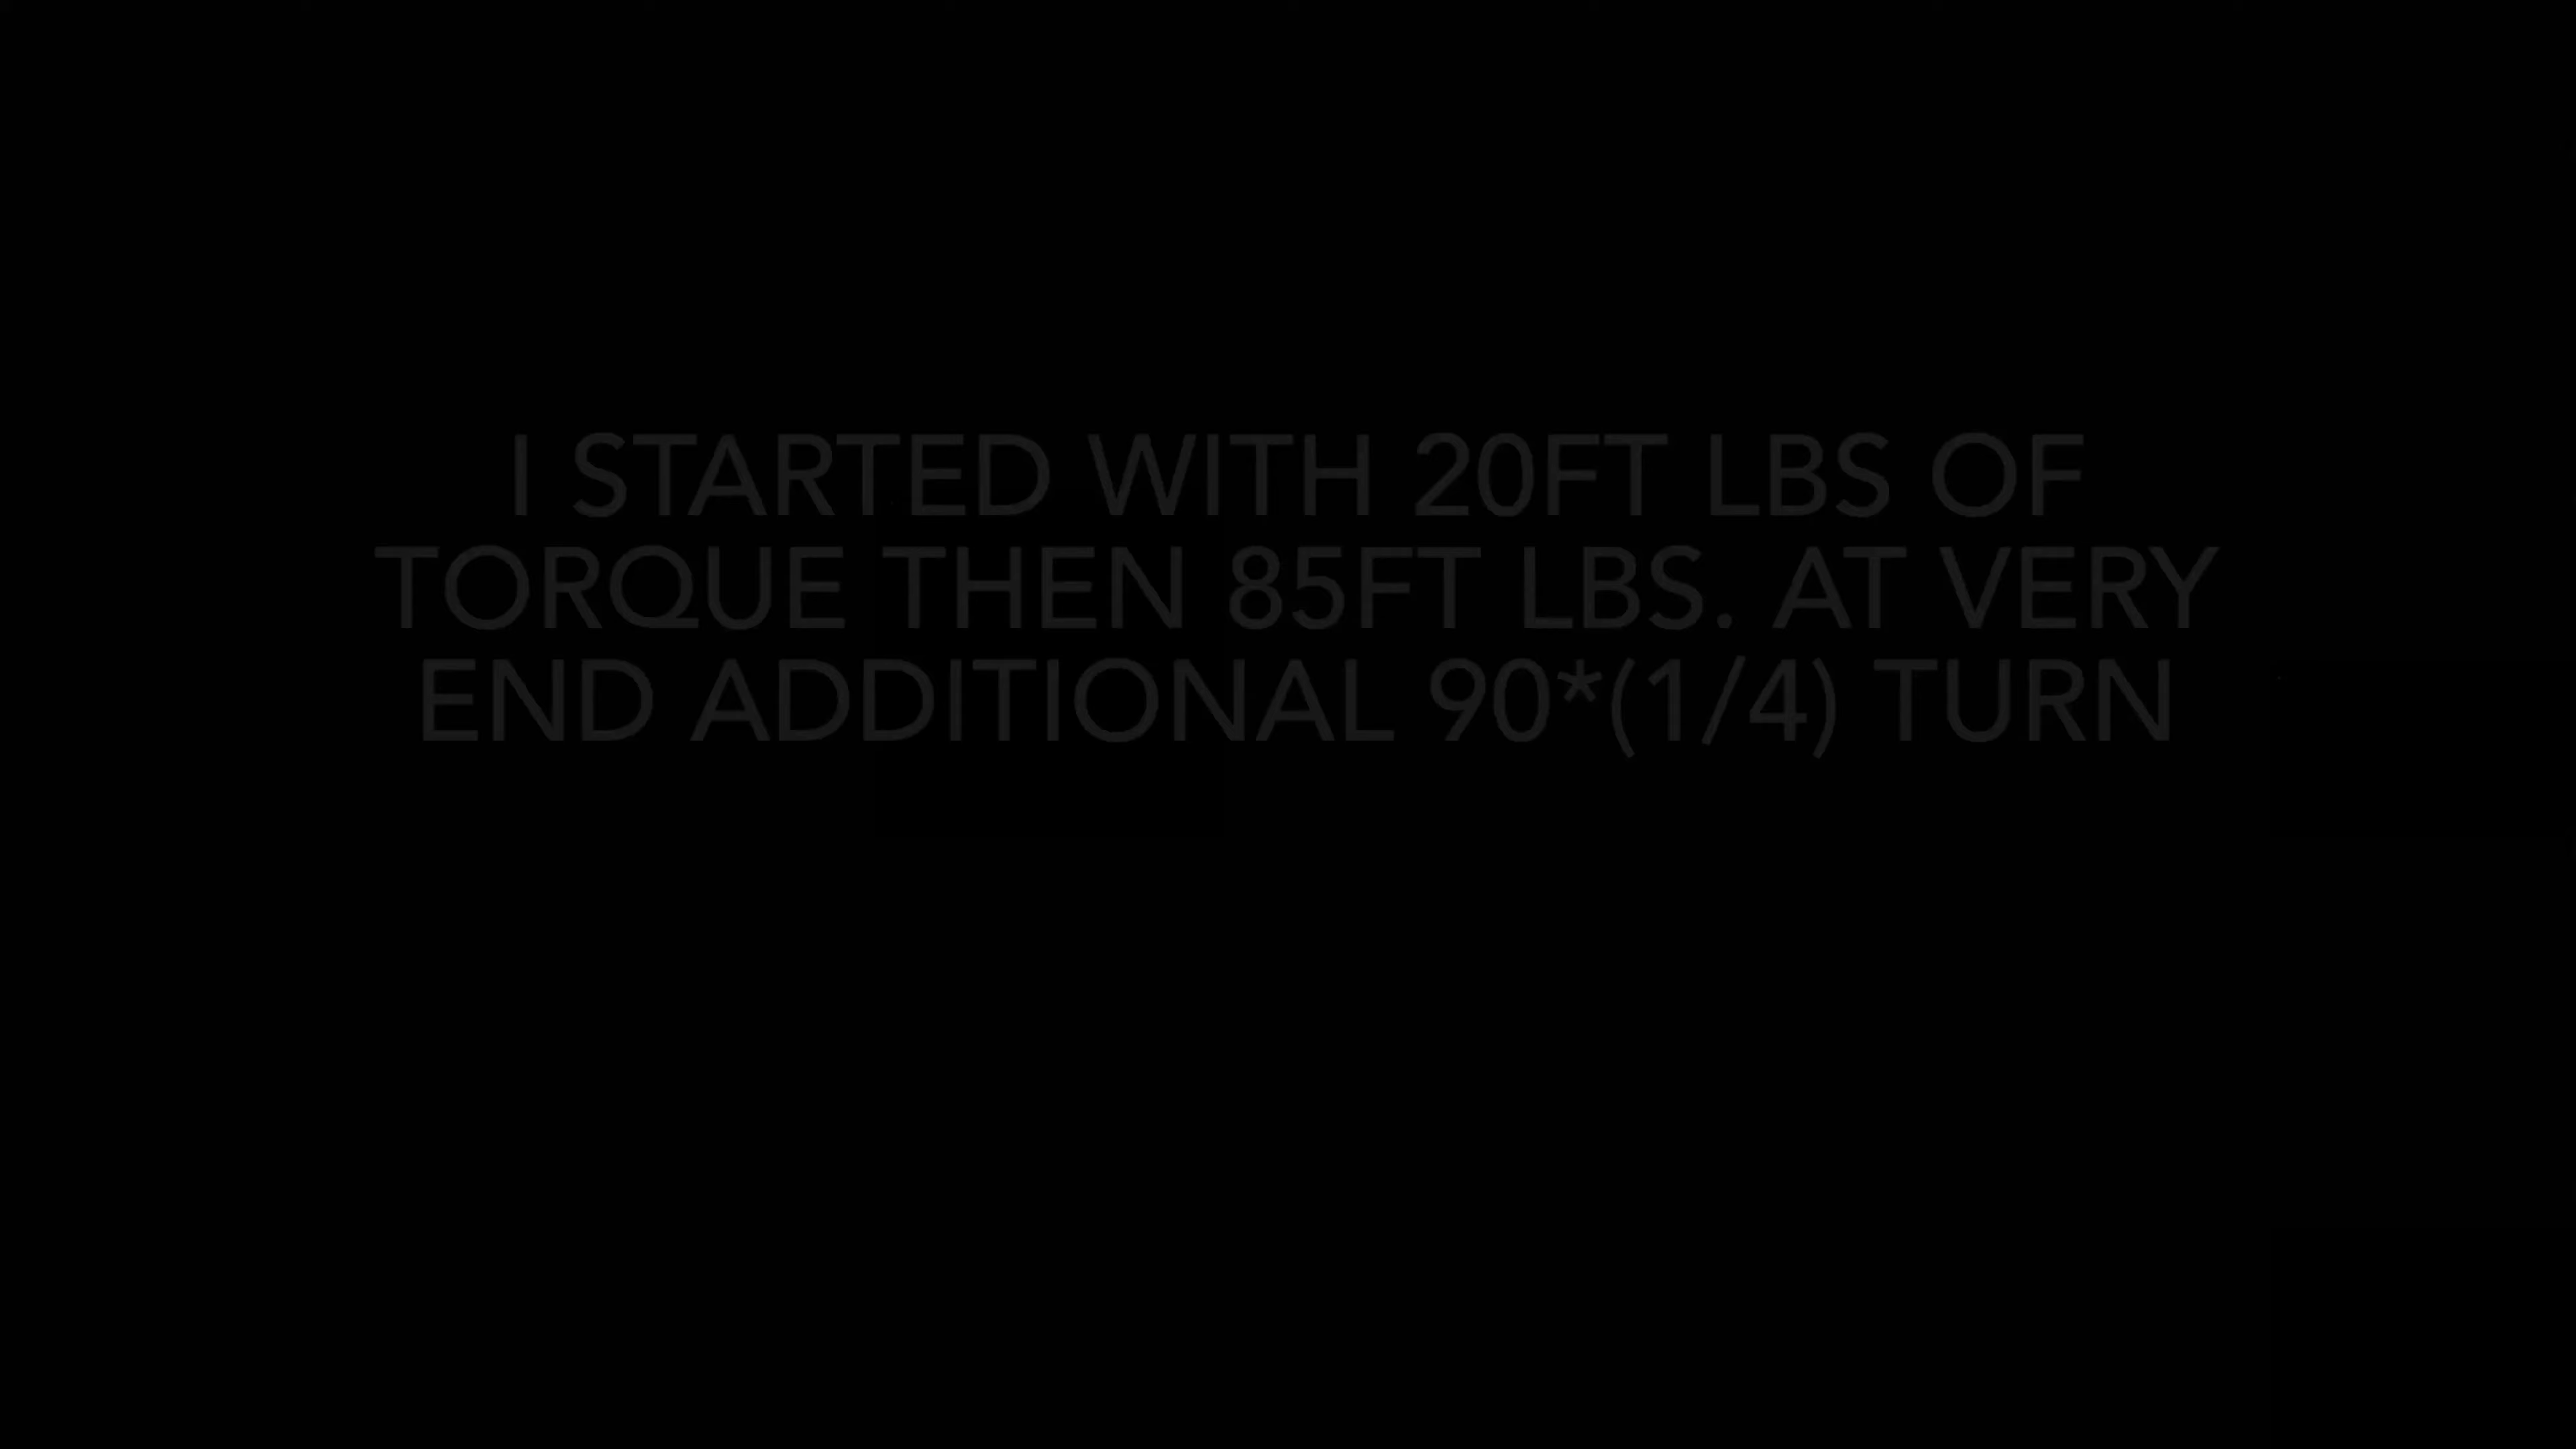 I STARTED WITH 20FT LBS OF
TORQUE THEN 85FT LBS. AT VERY
END ADDITIONAL 90*(1/4) TURN